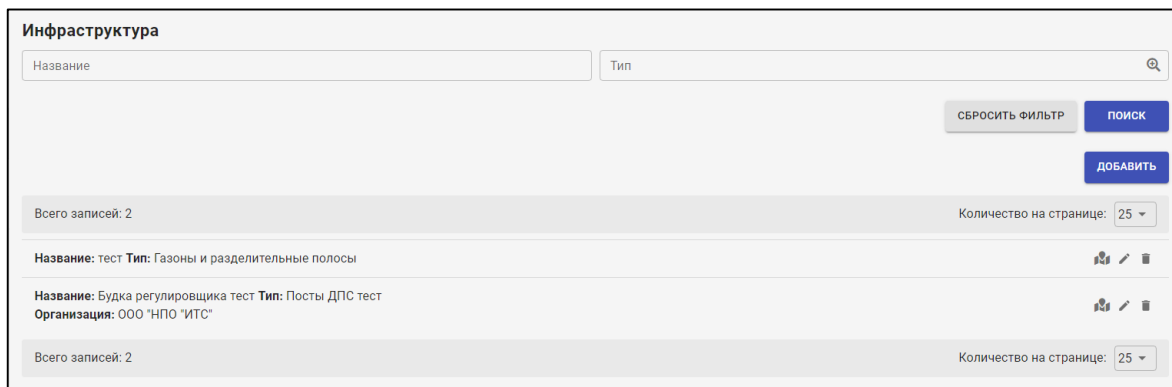 Инфраструктура
Название Тип
СБРОСИТЬ ФИЛЬТР ПОИСК
ДОБАВИТЬ
Всего записей: 2 Количество на странице: 25
Название: тест Тип: Газоны и разделительные полосы
Название: Будка регулировщика тест Тип: Посты ДПС тест
Организация: ООО "НПО "ИТС"
Всего записей: 2 Количество на странице: 25